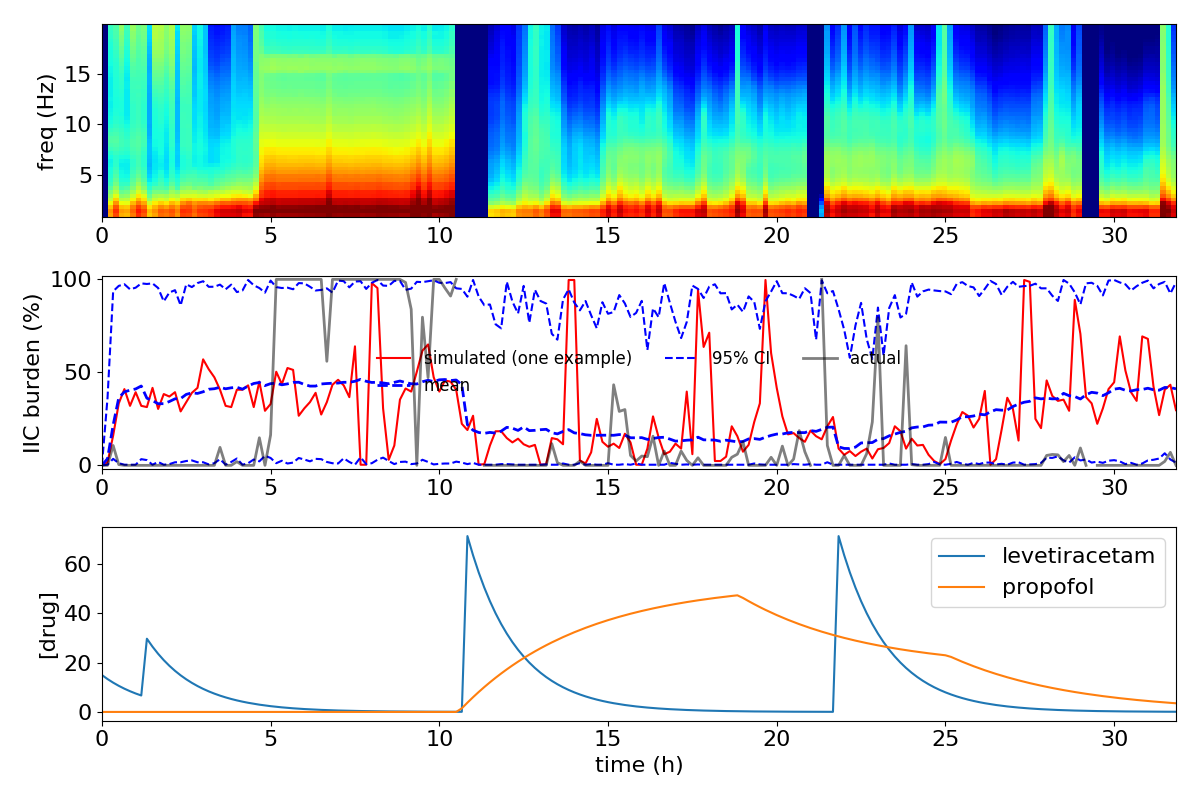 freq (Hz)
15
10
5
0 5 10 15 20 25 30
IIC burden (%)
100
50
0
simulated (one example) 95% CI actual
mean
0 5 10 15 20 25 30
[drug]
60
40
20
0
levetiracetam
propofol
0 5 10 15 20 25 30
time (h)